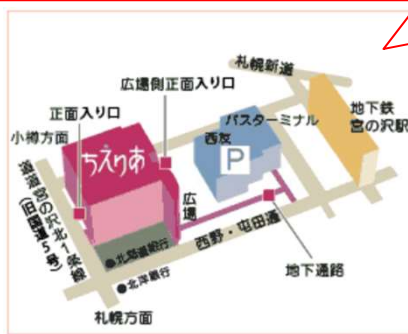 札幌新道
広場側正面入り口
正面入り口
バスターミナル
地下鉄
宮の沢駅
小樽方面
西友
ちえりあ
P
道道宮の沢北1条線
(旧国道5号)
広場
北海道銀行
西野・屯田通
北洋銀行
地下通路
札幌方面